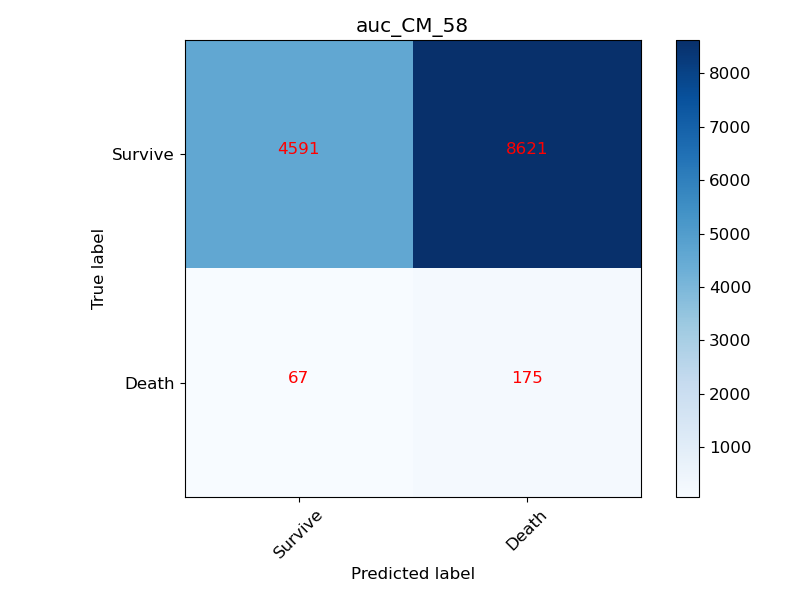 auc_CM_58
Survive
4591
8621
Death
67
175
True label
Survive
Death
Predicted label
8000
7000
6000
5000
4000
3000
2000
1000